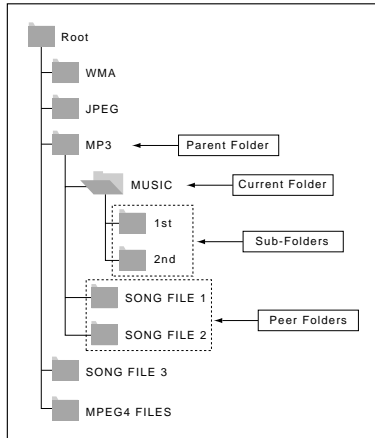 Root
WMA
JPEG
MP3
Parent Folder
MUSIC
Current Folder
1st
Sub-Folders
2nd
SONG FILE 1
Peer Folders
SONG FILE 2
SONG FILE 3
MPEG4 FILES